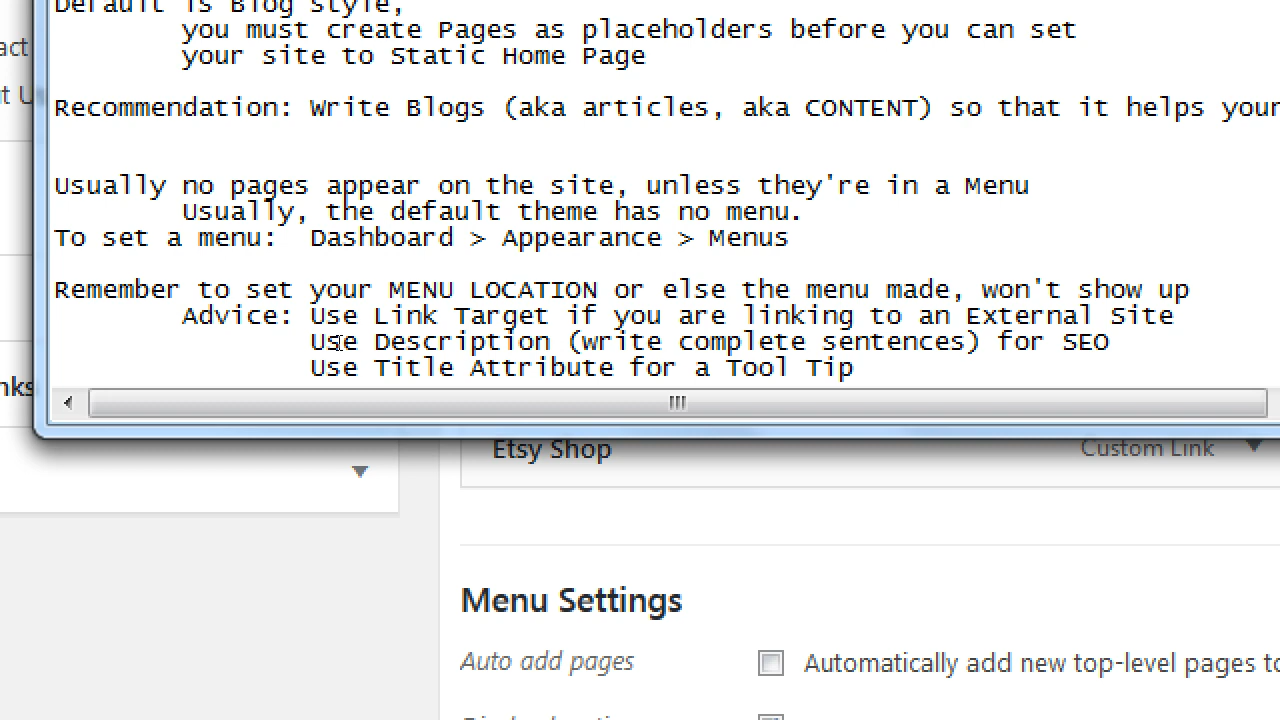 Default is Blog style,
you must create Pages as placeholders before you can set
your site to Static Home Page
Recommendation: Write Blogs (aka articles, aka CONTENT) so that it helps your
Usually no pages appear on the site, unless they're in a Menu
Usually, the default theme has no menu.
To set a menu:  Dashboard > Appearance > Menus
Remember to set your MENU LOCATION or else the menu made, won't show up
Advice: Use Link Target if you are linking to an External Site
Use Description (write complete sentences) for SEO
Use Title Attribute for a Tool Tip
Etsy Shop Custom Link
Menu Settings
Auto add pages Automatically add new top-level pages to